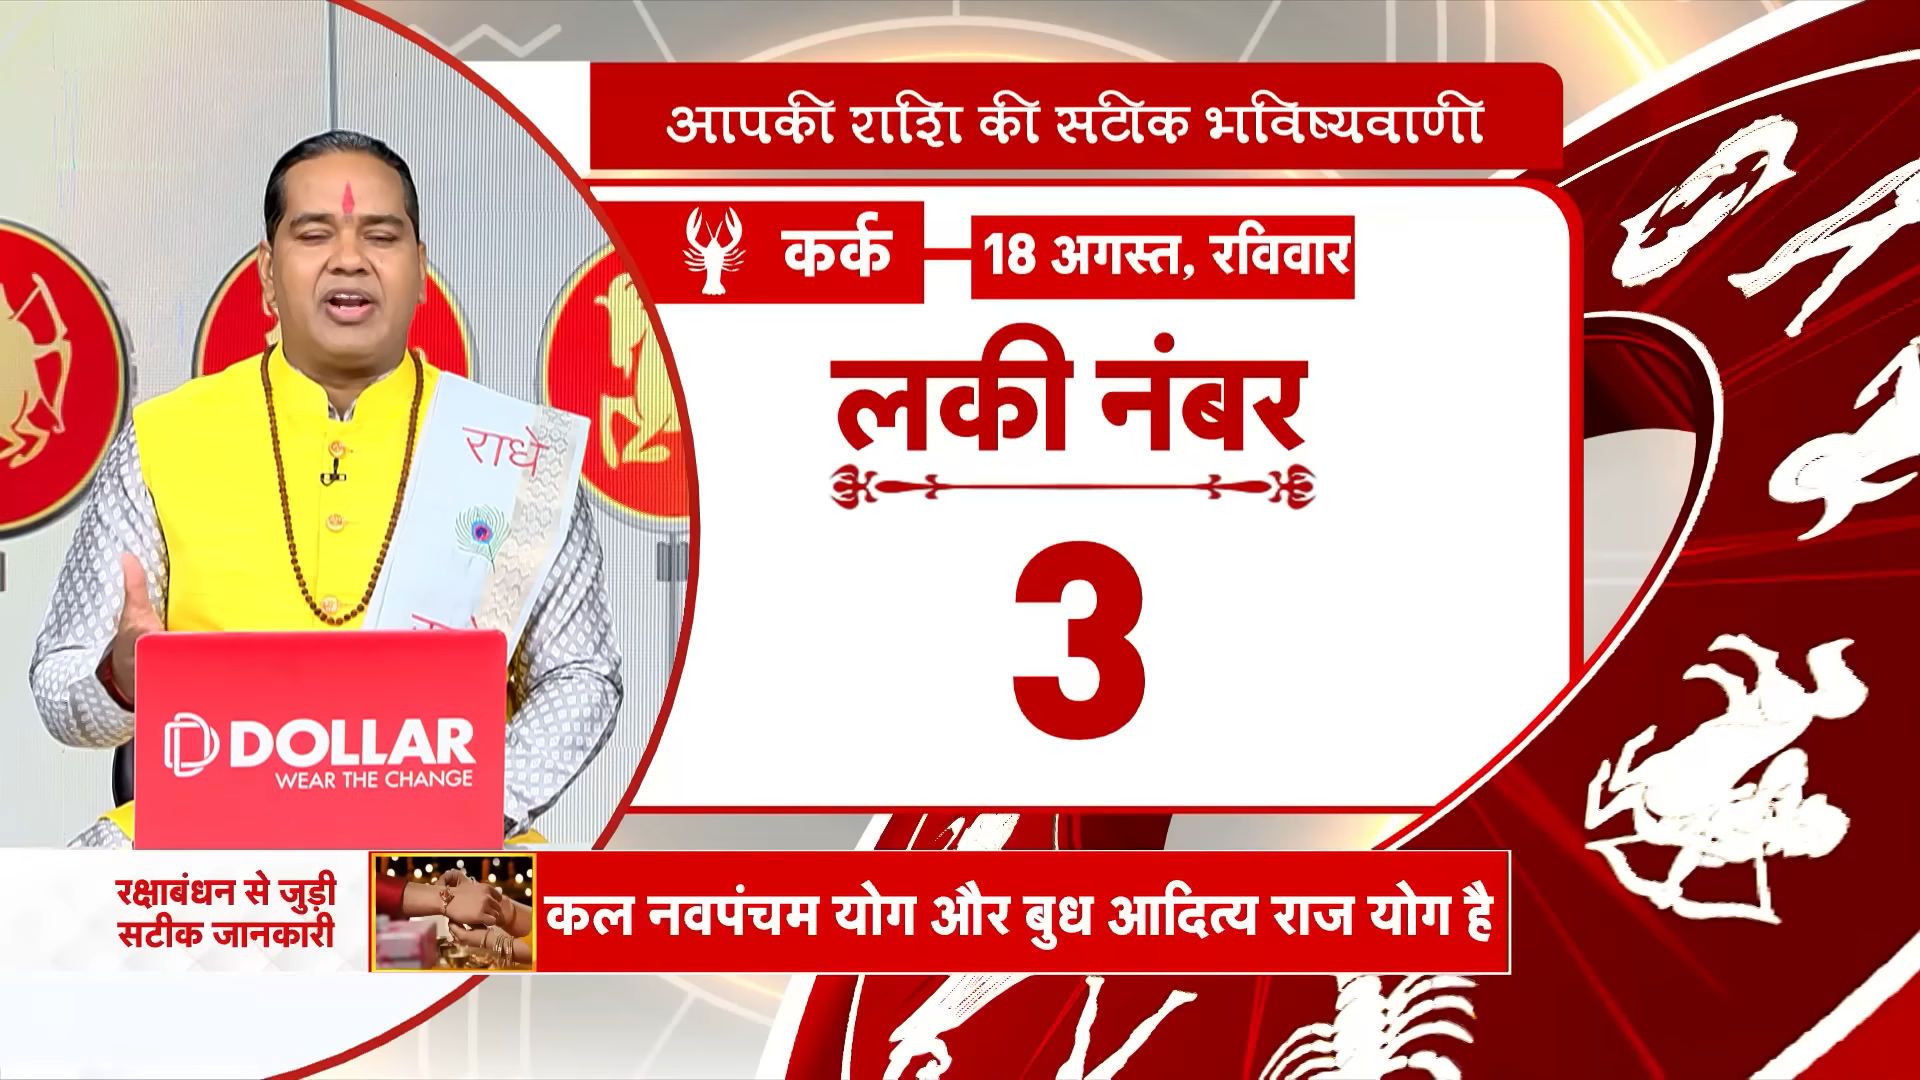 आपकी राशि की सटीक भविष्यवाणी
कर्क
18 अगस्त, रविवार
लकी नंबर
3
राधे
DOLLAR
WEAR THE CHANGE
रक्षाबंधन से जुड़ी
सटीक जानकारी
कल नवपंचम योग और बुध आदित्य राज योग है